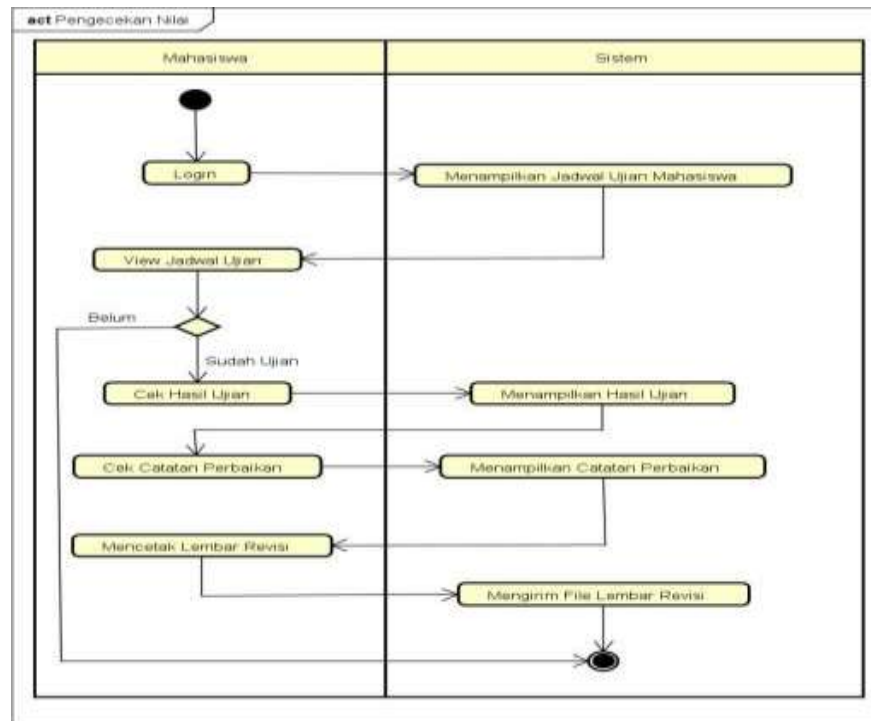 act Pengecekan Nilai
Mahasiswa
Sistem
Login
Menampilkan Jadwal Ujian Mahasiswa
View Jadwal Ujian
Belum
Sudah Ujian
Cek Hasil Ujian
Menampilkan Hasil Ujian
Cek Catatan Perbaikan
Menampilkan Catatan Perbaikan
Mencetak Lembar Revisi
Mengirim File Lembar Revisi